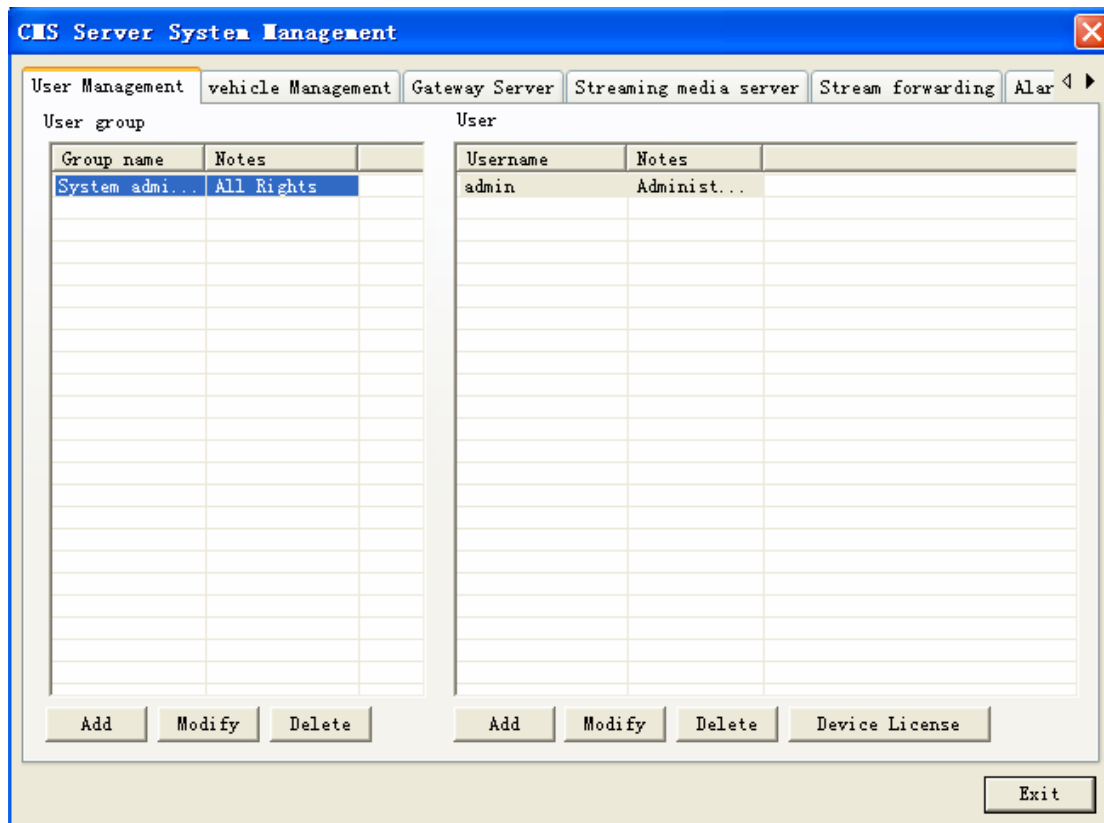 CMS Server System Management
User Management vehicle Management Gateway Server Streaming media server Stream forwarding Alar
User group User
Group name Notes Username Notes
System admi... All Rights admin Administ...
Add Modify Delete Add Modify Delete Device License
Exit